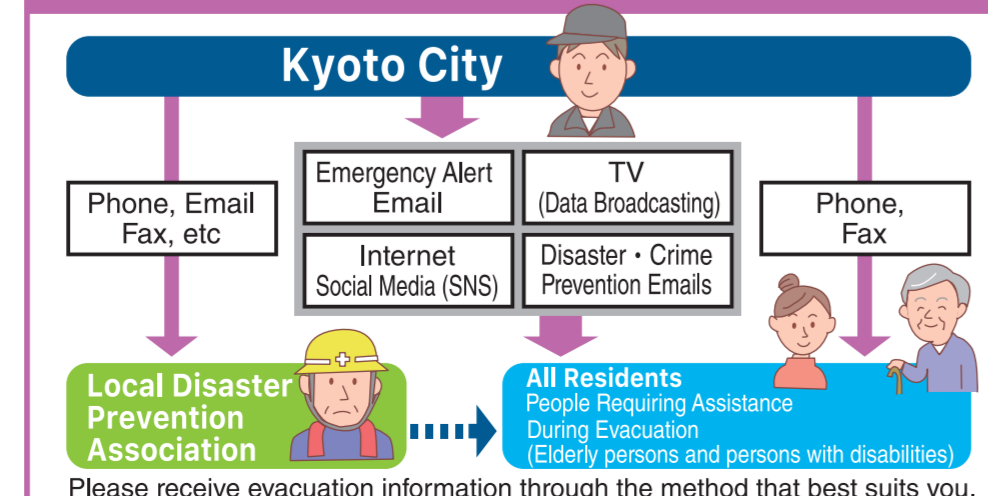 Kyoto City
Phone, Email
Fax, etc
Emergency Alert
Email
TV
(Data Broadcasting)
Internet
Social Media (SNS)
Disaster・Crime
Prevention Emails
Phone,
Fax
Local Disaster
Prevention
Association
All Residents
People Requiring Assistance
During Evacuation
(Elderly persons and persons with disabilities)
Please receive evacuation information through the method that best suits you.